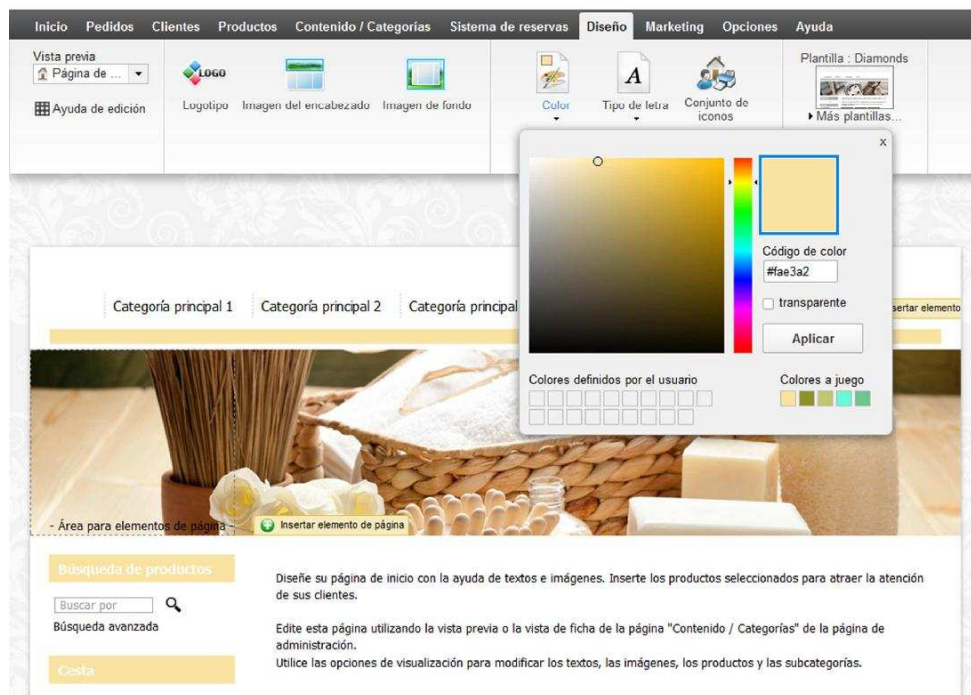 Inicio Pedidos Clientes Productos Contenido / Categorías Sistema de reservas Diseño Marketing Opciones Ayuda
Vista previa
Página de ...
Ayuda de edición
LOGO
Logotipo
Imagen del encabezado
Imagen de fondo
Color
Tipo de letra
Conjunto de
iconos
Plantilla : Diamonds
Más plantillas...
x
Código de color
#fae3a2
transparente
Aplicar
Colores definidos por el usuario
Colores a juego
Categoría principal 1 Categoría principal 2 Categoría principal
sertar elemento
- Área para elementos de página -
Insertar elemento de página
Búsqueda de productos
Buscar por
Búsqueda avanzada
Cesta
Diseñe su página de inicio con la ayuda de textos e imágenes. Inserte los productos seleccionados para atraer la atención
de sus clientes.
Edite esta página utilizando la vista previa o la vista de ficha de la página "Contenido / Categorías" de la página de
administración.
Utilice las opciones de visualización para modificar los textos, las imágenes, los productos y las subcategorías.